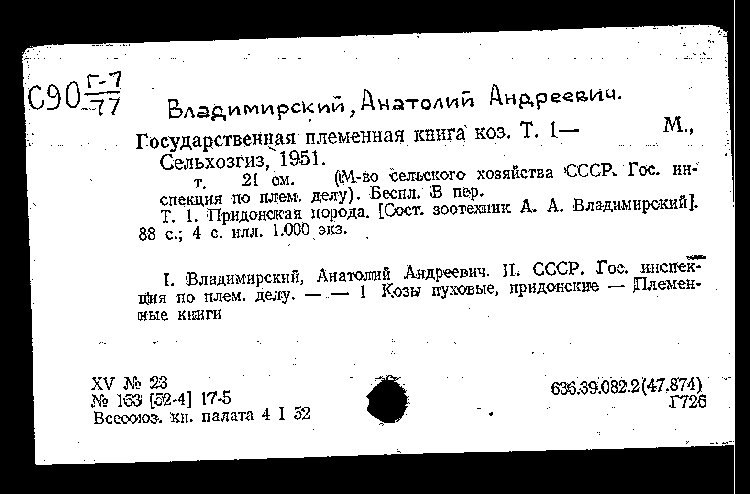 С90 Г-7/77
Владимирский, Анатолий Андреевич.
Государственная племенная книга коз. Т. 1— М.,
Сельхозгиз, 1951.
т. 21 см. (М-во сельского хозяйства СССР. Гос. ин-
спекция по плем. делу). Беспл. В пер.
Т. 1. Придонская порода. [Сост. зоотехник А. А. Владимирский].
88 с.; 4 с. илл. 1.000 экз.
I. Владимирский, Анатолий Андреевич. II. СССР. Гос. инспек-
ция по плем. делу. — — 1 Козы пуховые, придонские — Племен-
ные книги
XV № 23
№ 163 [52-4] 17-5
Всесоюз. кн. палата 4 I 52
636.39.082.2(47.874)
Г726